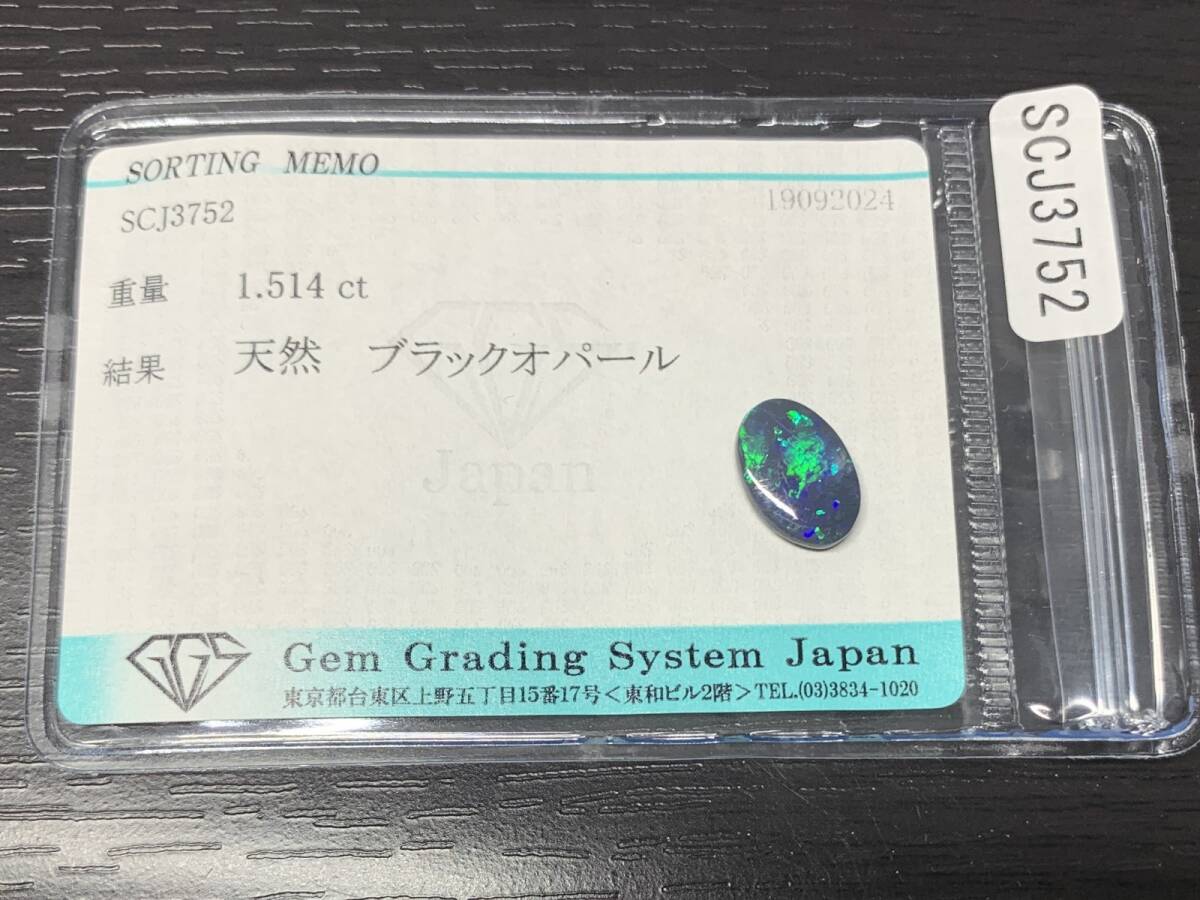 SORTING MEMO
SCJ3752
19092024
重量 1.514 ct
結果 天然 ブラックオパール
Japan
GGS
Gem Grading System Japan
東京都台東区上野五丁目15番17号＜東和ビル2階＞TEL.(03)3834-1020
SCJ3752